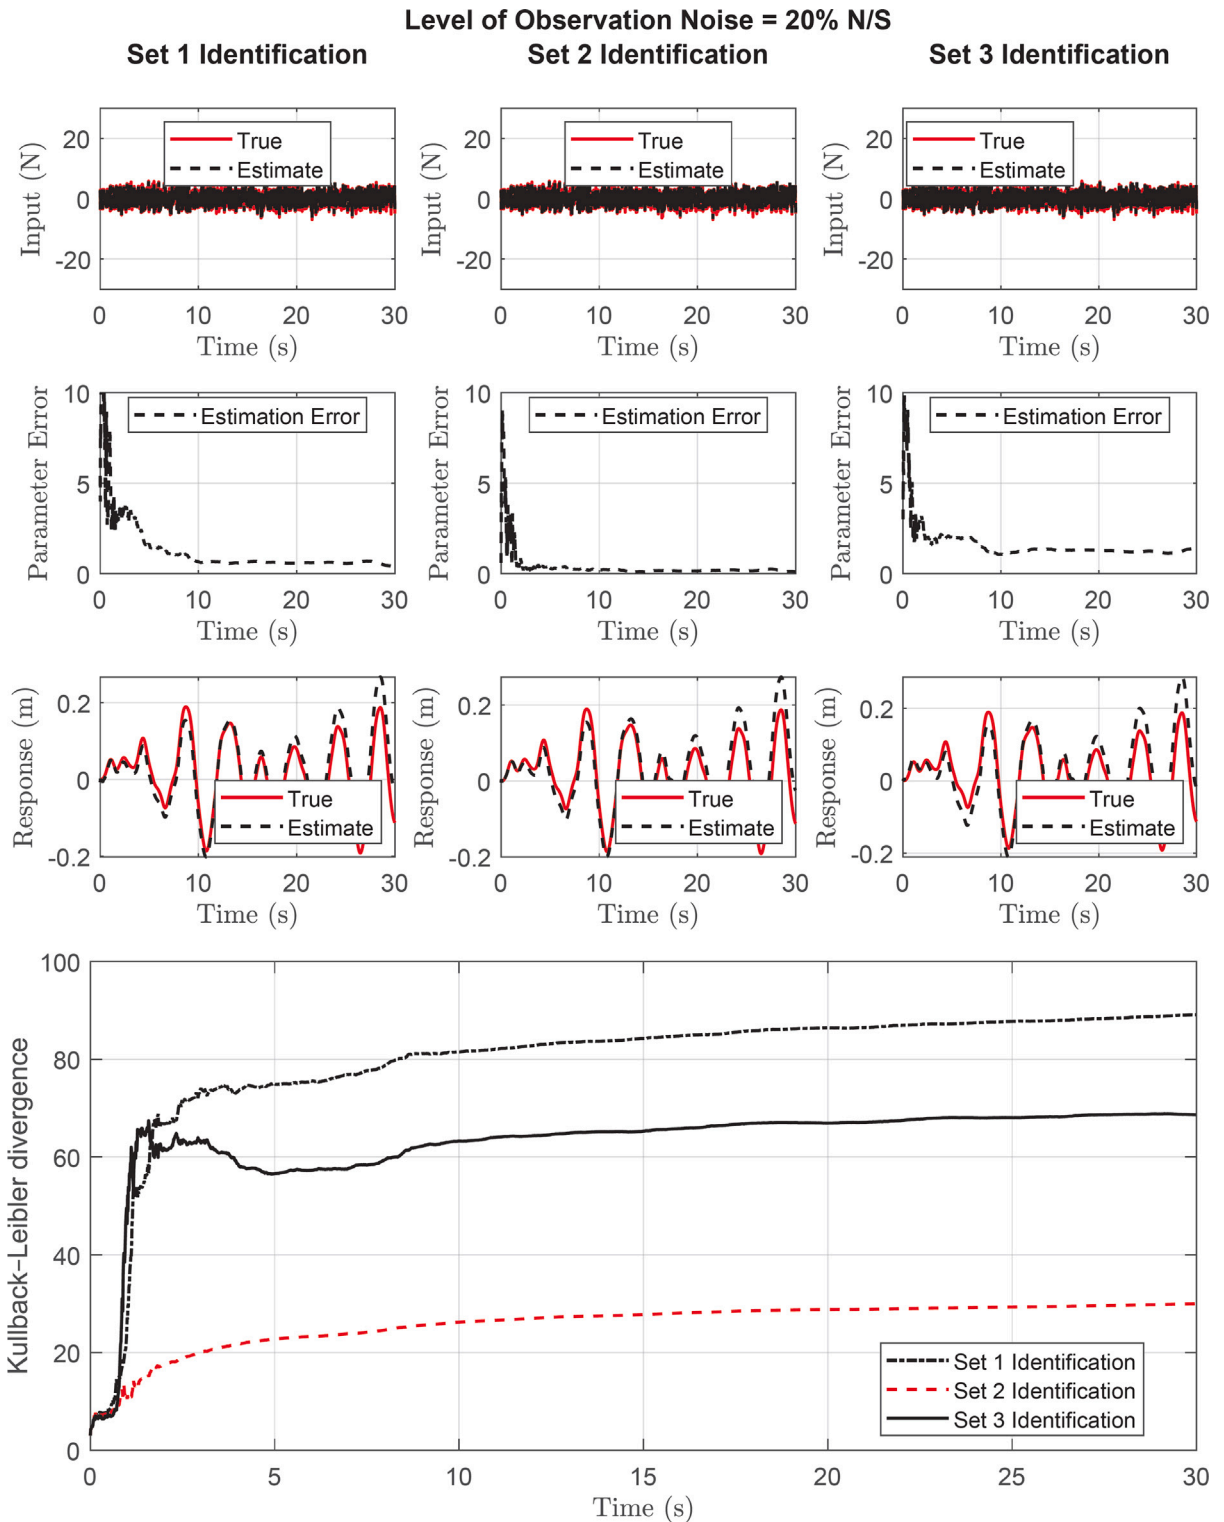 Level of Observation Noise = 20% N/S
Set 1 Identification
Set 2 Identification
Set 3 Identification
Input (N)
20
0
-20
True
Estimate
0 10 20 30
Time (s)
Input (N)
20
0
-20
True
Estimate
0 10 20 30
Time (s)
Input (N)
20
0
-20
True
Estimate
0 10 20 30
Time (s)
Parameter Error
10
5
0
Estimation Error
0 10 20 30
Time (s)
Parameter Error
10
5
0
Estimation Error
0 10 20 30
Time (s)
Parameter Error
10
5
0
Estimation Error
0 10 20 30
Time (s)
Response (m)
0.2
0
-0.2
True
Estimate
0 10 20 30
Time (s)
Response (m)
0.2
0
-0.2
True
Estimate
0 10 20 30
Time (s)
Response (m)
0.2
0
-0.2
True
Estimate
0 10 20 30
Time (s)
Kullback-Leibler divergence
100
80
60
40
20
0
Set 1 Identification
Set 2 Identification
Set 3 Identification
0 5 10 15 20 25 30
Time (s)